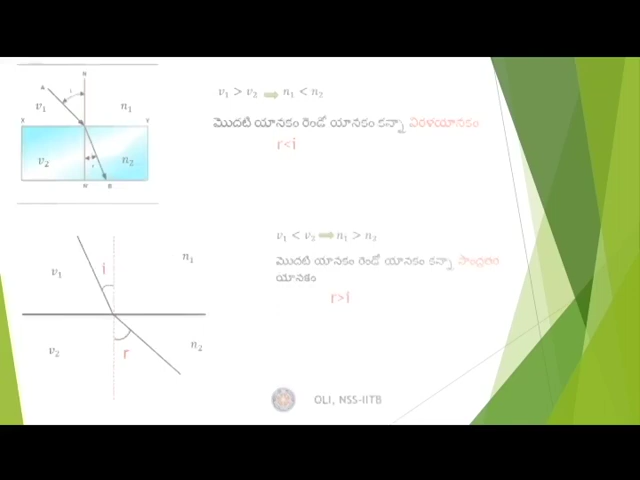 N
A
i
v₁
n₁
X
Y
v₂
r
n₂
N'
B
v₁ > v₂ ➡ n₁ < n₂
మొదటి యానకం రెండో యానకం కన్నా విరళయానకం
r<i
v₁ < v₂ ➡ n₁ > n₂
మొదటి యానకం రెండో యానకం కన్నా సాంద్రతర
యానకం
r>i
v₁
i
n₁
v₂
r
n₂
OLI, NSS-IITB